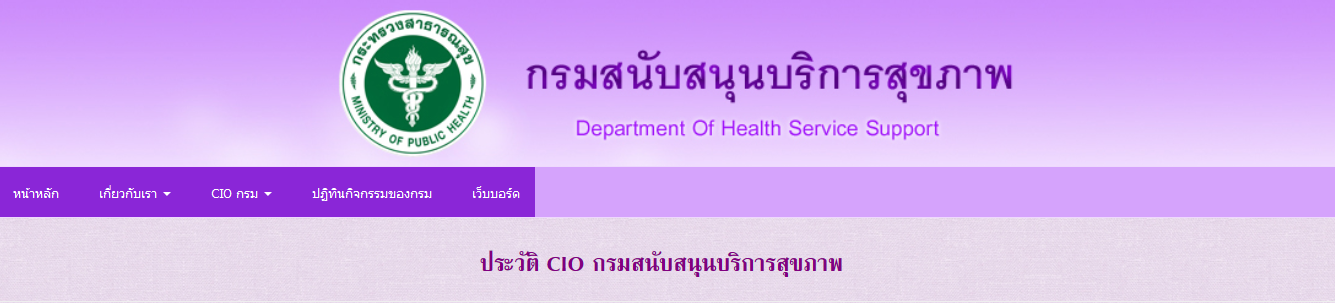 กระทรวงสาธารณสุข
MINISTRY OF PUBLIC HEALTH
กรมสนับสนุนบริการสุขภาพ
Department Of Health Service Support
หน้าหลัก เกี่ยวกับเรา CIO กรม ปฏิทินกิจกรรมของกรม เว็บบอร์ด
ประวัติ CIO กรมสนับสนุนบริการสุขภาพ